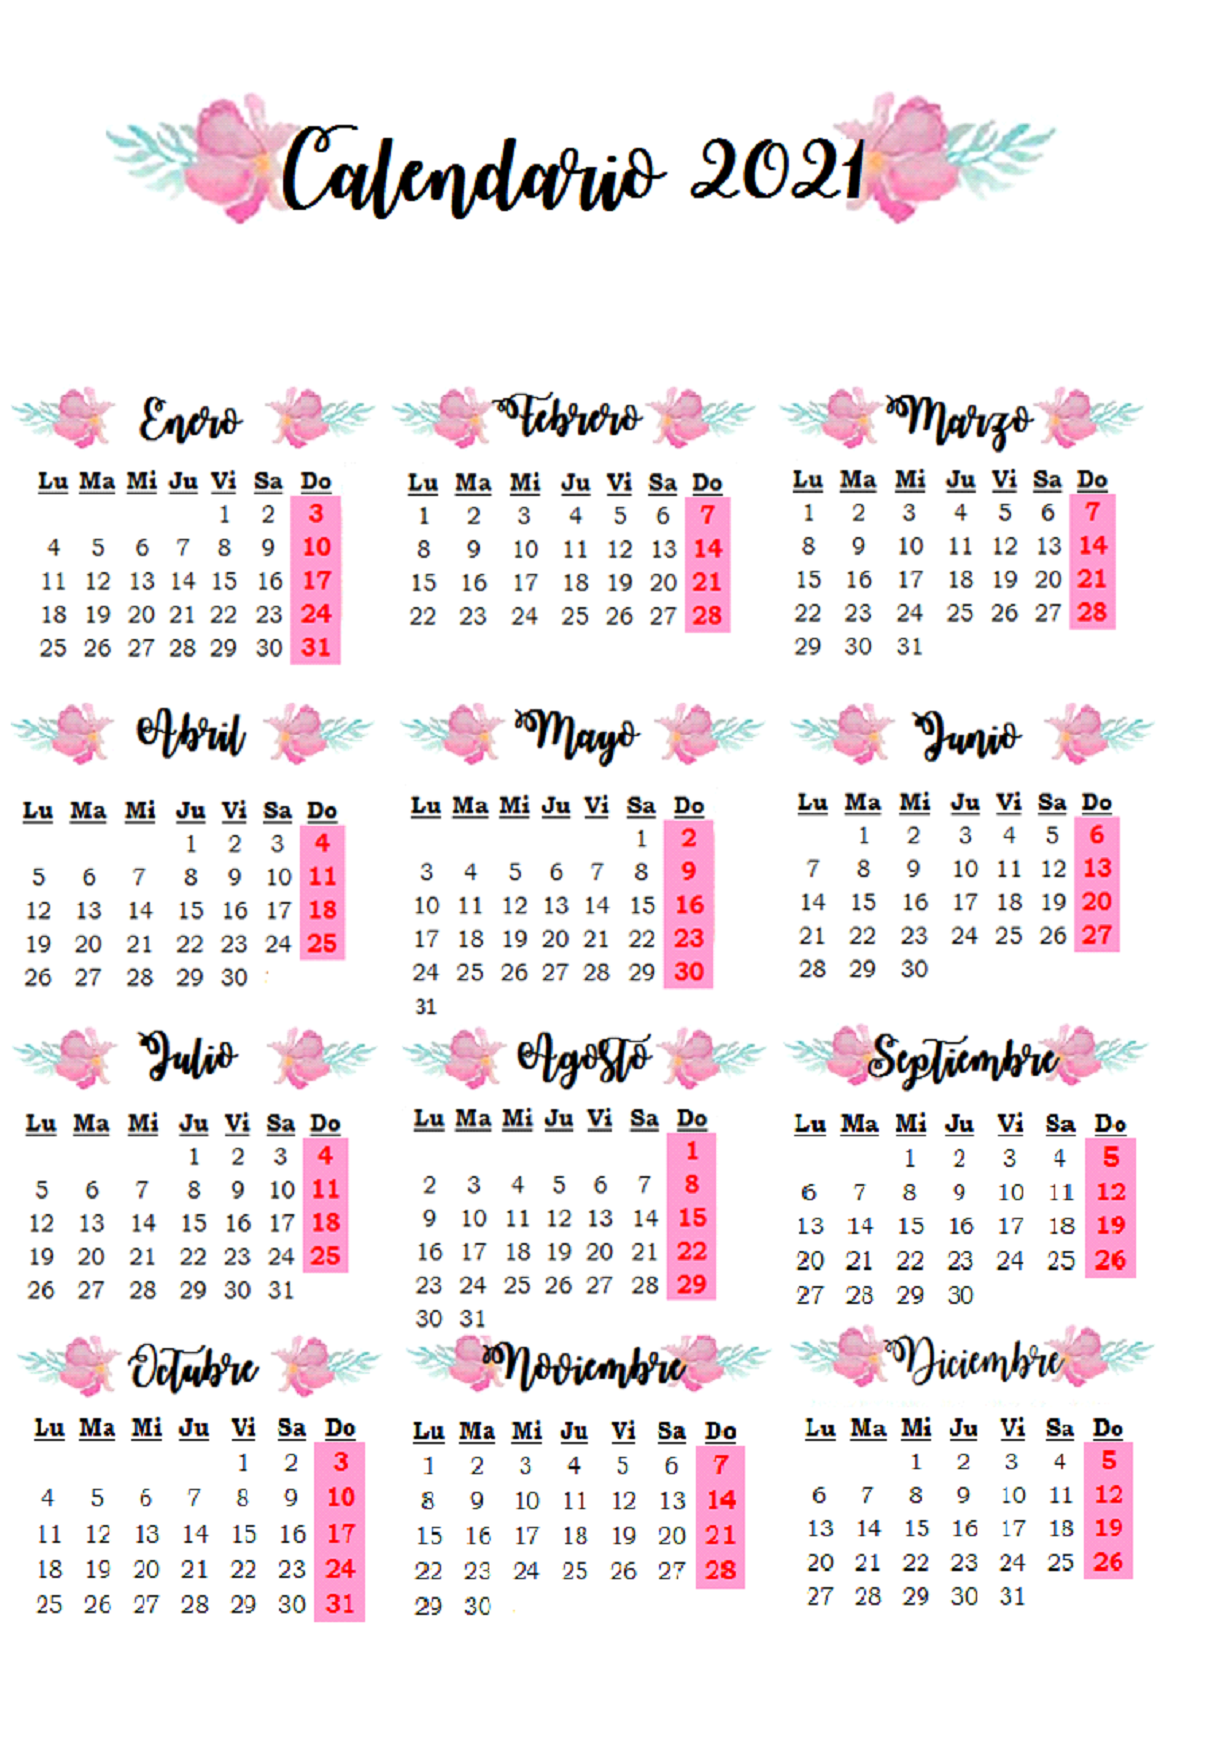 Calendario 2021
Enero
Lu Ma Mi Ju Vi Sa Do
1 2 3
4 5 6 7 8 9 10
11 12 13 14 15 16 17
18 19 20 21 22 23 24
25 26 27 28 29 30 31
Febrero
Lu Ma Mi Ju Vi Sa Do
1 2 3 4 5 6 7
8 9 10 11 12 13 14
15 16 17 18 19 20 21
22 23 24 25 26 27 28
Marzo
Lu Ma Mi Ju Vi Sa Do
1 2 3 4 5 6 7
8 9 10 11 12 13 14
15 16 17 18 19 20 21
22 23 24 25 26 27 28
29 30 31
Abril
Lu Ma Mi Ju Vi Sa Do
1 2 3 4
5 6 7 8 9 10 11
12 13 14 15 16 17 18
19 20 21 22 23 24 25
26 27 28 29 30
Mayo
Lu Ma Mi Ju Vi Sa Do
1 2
3 4 5 6 7 8 9
10 11 12 13 14 15 16
17 18 19 20 21 22 23
24 25 26 27 28 29 30
31
Junio
Lu Ma Mi Ju Vi Sa Do
1 2 3 4 5 6
7 8 9 10 11 12 13
14 15 16 17 18 19 20
21 22 23 24 25 26 27
28 29 30
Julio
Lu Ma Mi Ju Vi Sa Do
1 2 3 4
5 6 7 8 9 10 11
12 13 14 15 16 17 18
19 20 21 22 23 24 25
26 27 28 29 30 31
Agosto
Lu Ma Mi Ju Vi Sa Do
1
2 3 4 5 6 7 8
9 10 11 12 13 14 15
16 17 18 19 20 21 22
23 24 25 26 27 28 29
30 31
Septiembre
Lu Ma Mi Ju Vi Sa Do
1 2 3 4 5
6 7 8 9 10 11 12
13 14 15 16 17 18 19
20 21 22 23 24 25 26
27 28 29 30
Octubre
Lu Ma Mi Ju Vi Sa Do
1 2 3
4 5 6 7 8 9 10
11 12 13 14 15 16 17
18 19 20 21 22 23 24
25 26 27 28 29 30 31
Noviembre
Lu Ma Mi Ju Vi Sa Do
1 2 3 4 5 6 7
8 9 10 11 12 13 14
15 16 17 18 19 20 21
22 23 24 25 26 27 28
29 30
Diciembre
Lu Ma Mi Ju Vi Sa Do
1 2 3 4 5
6 7 8 9 10 11 12
13 14 15 16 17 18 19
20 21 22 23 24 25 26
27 28 29 30 31